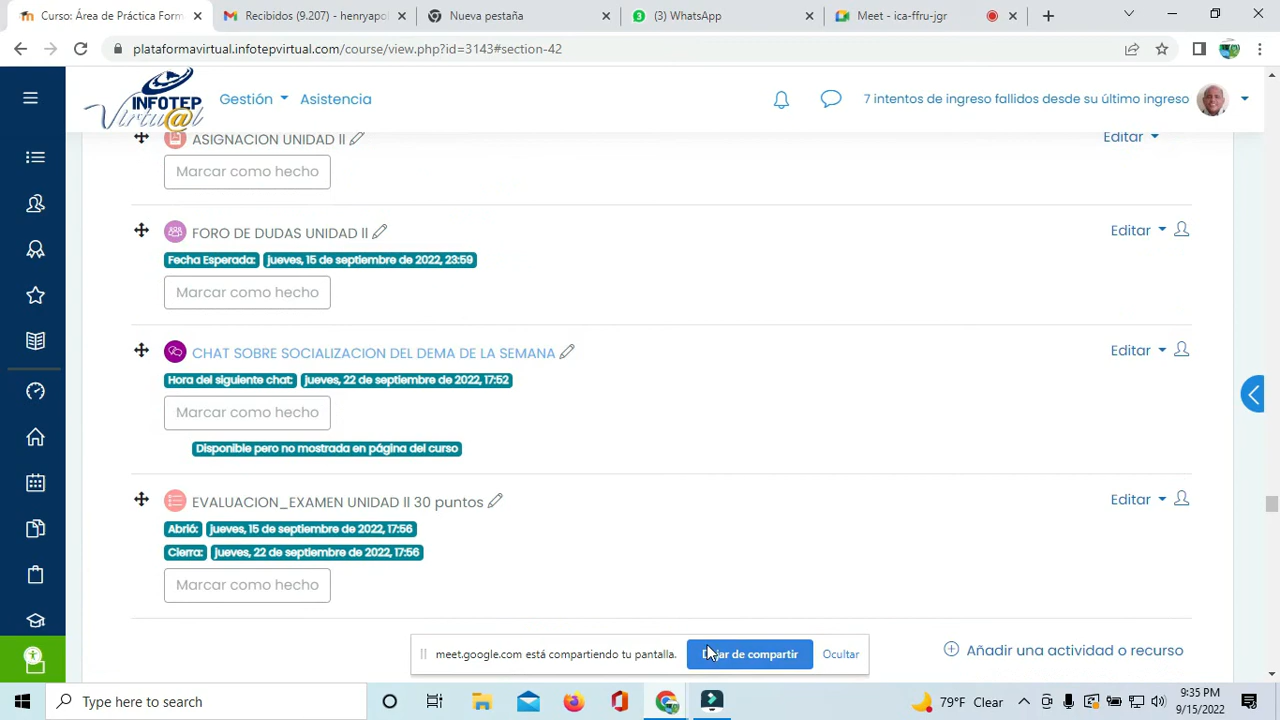 Curso: Área de Práctica Form
Recibidos (9.207) - henrypol
Nueva pestaña
(3) WhatsApp
Meet - ica-ffru-jgr
plataformavirtual.infotepvirtual.com/course/view.php?id=3143#section-42
INFOTEP
Virtu@l
Gestión
Asistencia
7 intentos de ingreso fallidos desde su último ingreso
ASIGNACION UNIDAD II
Editar
Marcar como hecho
FORO DE DUDAS UNIDAD II
Editar
Fecha Esperada: jueves, 15 de septiembre de 2022, 23:59
Marcar como hecho
CHAT SOBRE SOCIALIZACION DEL DEMA DE LA SEMANA
Editar
Hora del siguiente chat: jueves, 22 de septiembre de 2022, 17:52
Marcar como hecho
Disponible pero no mostrada en página del curso
EVALUACION_EXAMEN UNIDAD II 30 puntos
Editar
Abrió: jueves, 15 de septiembre de 2022, 17:56
Cierra: jueves, 22 de septiembre de 2022, 17:56
Marcar como hecho
meet.google.com está compartiendo tu pantalla.
Dejar de compartir
Ocultar
Añadir una actividad o recurso
Type here to search
79°F Clear
9:35 PM
9/15/2022